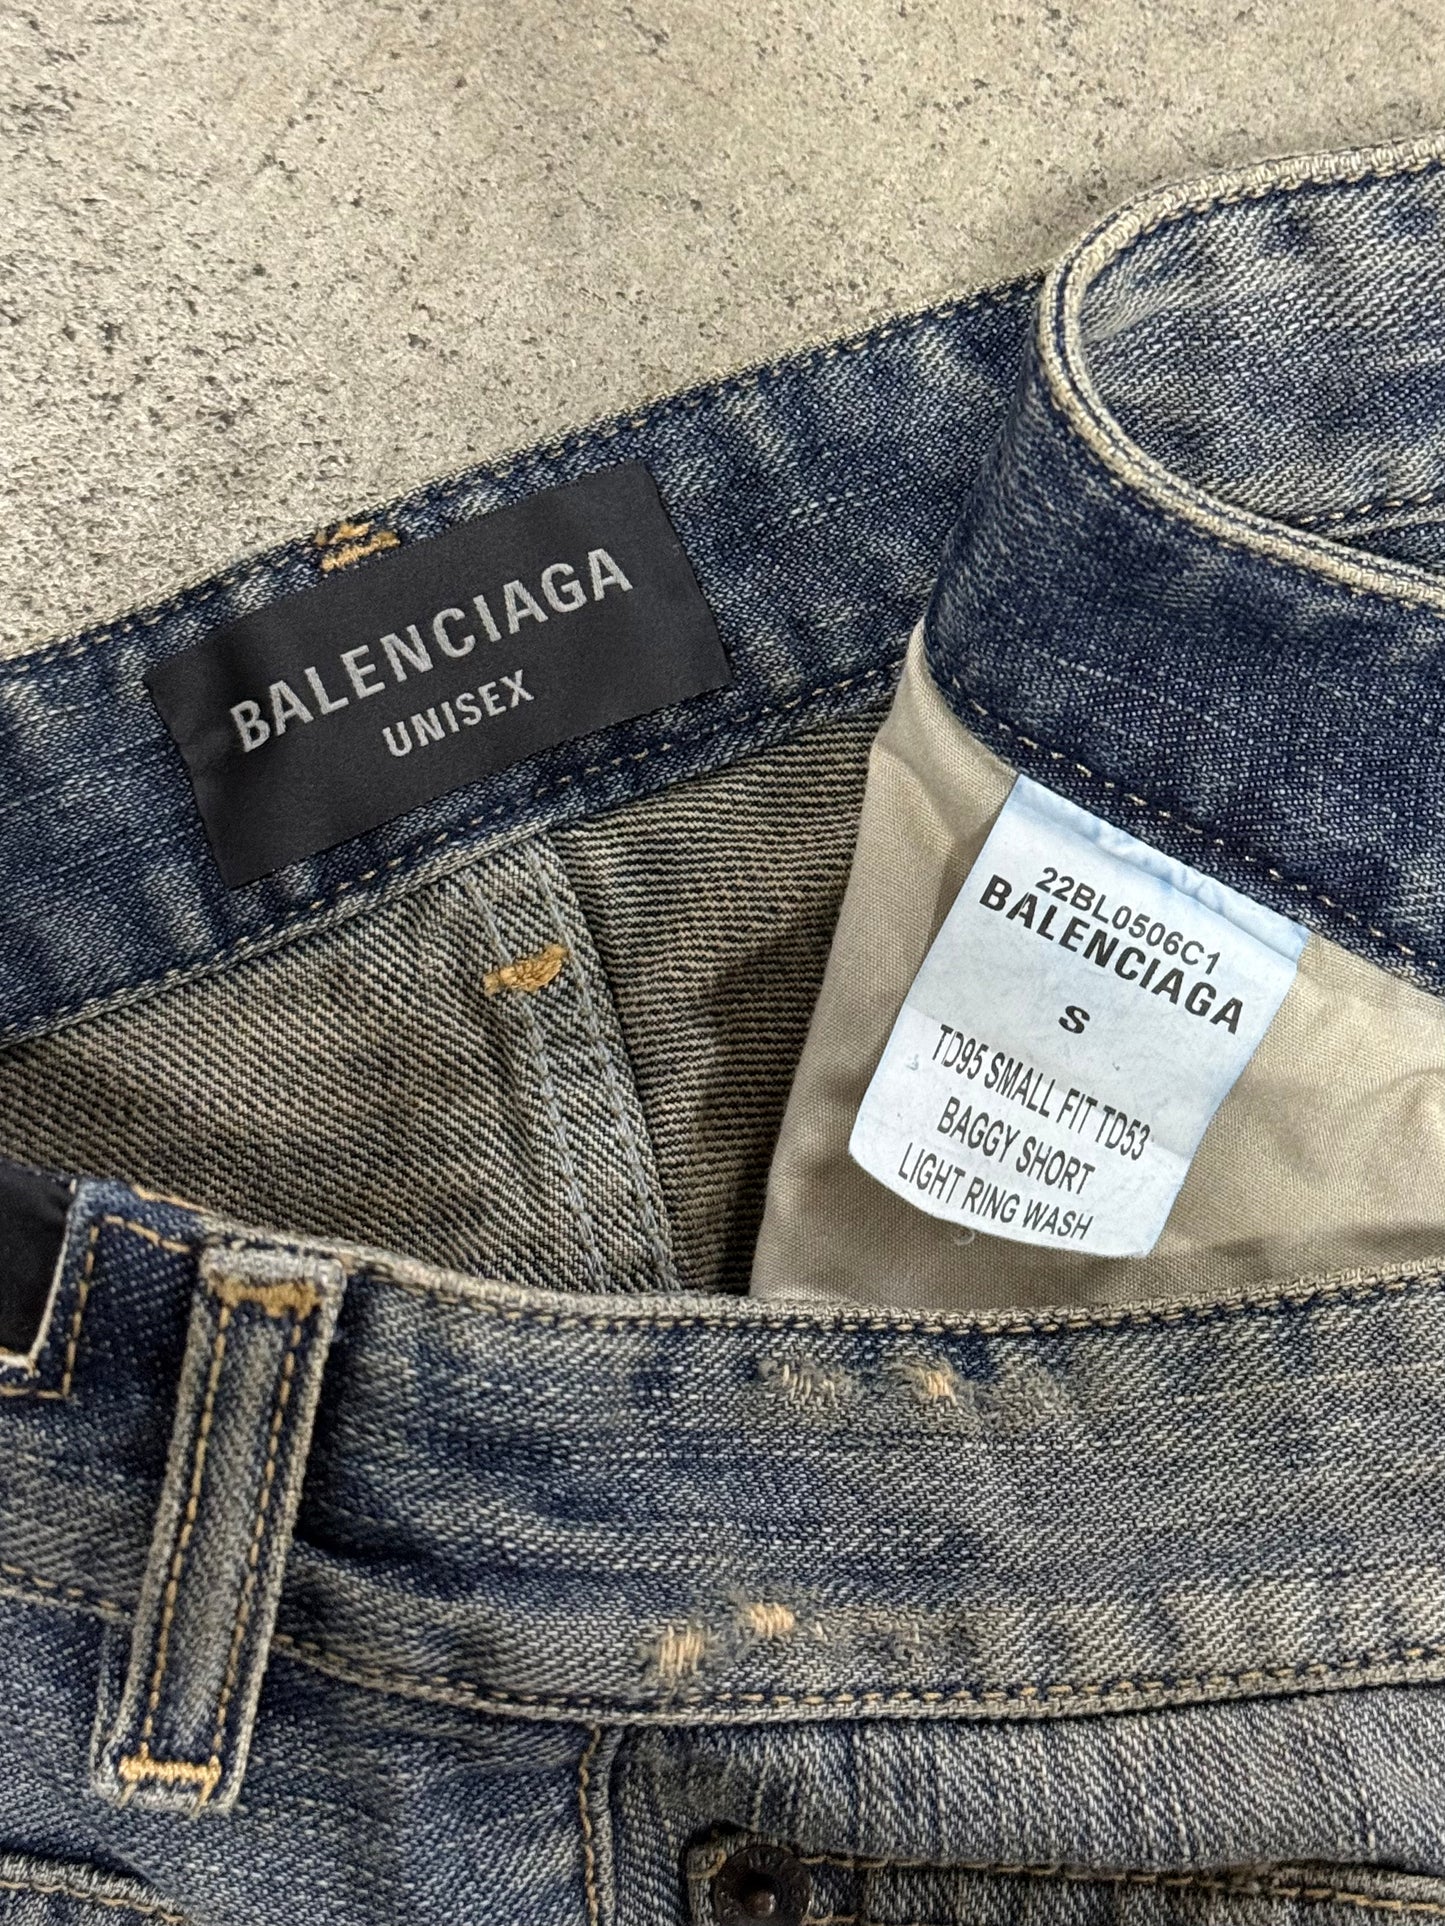 BALENCIAGA
UNISEX
22BL0506C1
BALENCIAGA
S
TD95 SMALL FIT TD53
BAGGY SHORT
LIGHT RING WASH